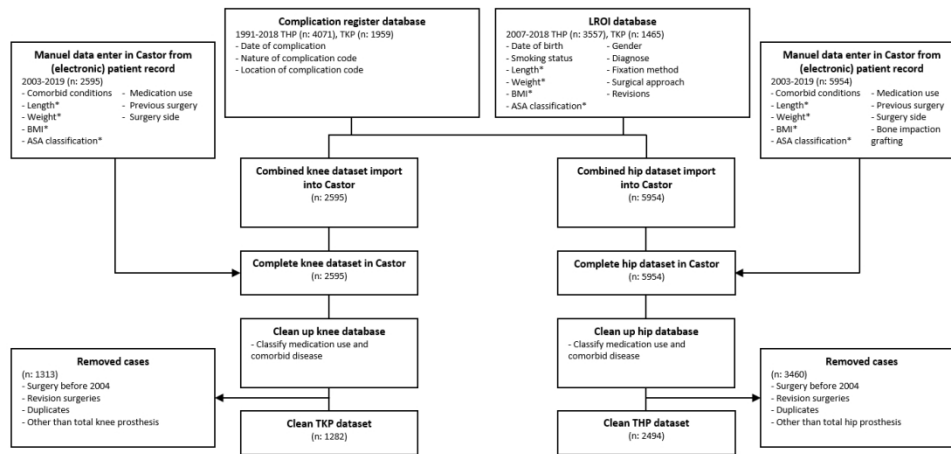 Complication register database
1991-2018 THP (n: 4071), TKP (n: 1959)
- Date of complication
- Nature of complication code
- Location of complication code
LROI database
2007-2018 THP (n: 3557), TKP (n: 1465)
- Date of birth
- Smoking status
- Length*
- Weight*
- BMI*
- ASA classification*
- Gender
- Diagnose
- Fixation method
- Surgical approach
- Revisions
Manuel data enter in Castor from
(electronic) patient record
2003-2019 (n: 2595)
- Comorbid conditions
- Length*
- Weight*
- BMI*
- ASA classification*
- Medication use
- Previous surgery
- Surgery side
Manuel data enter in Castor from
(electronic) patient record
2003-2019 (n: 5954)
- Comorbid conditions
- Length*
- Weight*
- BMI*
- ASA classification*
- Medication use
- Previous surgery
- Surgery side
- Bone impaction
grafting
Combined knee dataset import
into Castor
(n: 2595)
Combined hip dataset import
into Castor
(n: 5954)
Complete knee dataset in Castor
(n: 2595)
Complete hip dataset in Castor
(n: 5954)
Clean up knee database
- Classify medication use and
comorbid disease
Clean up hip database
- Classify medication use and
comorbid disease
Removed cases
(n: 1313)
- Surgery before 2004
- Revision surgeries
- Duplicates
- Other than total knee prosthesis
Removed cases
(n: 3460)
- Surgery before 2004
- Revision surgeries
- Duplicates
- Other than total hip prosthesis
Clean TKP dataset
(n: 1282)
Clean THP dataset
(n: 2494)